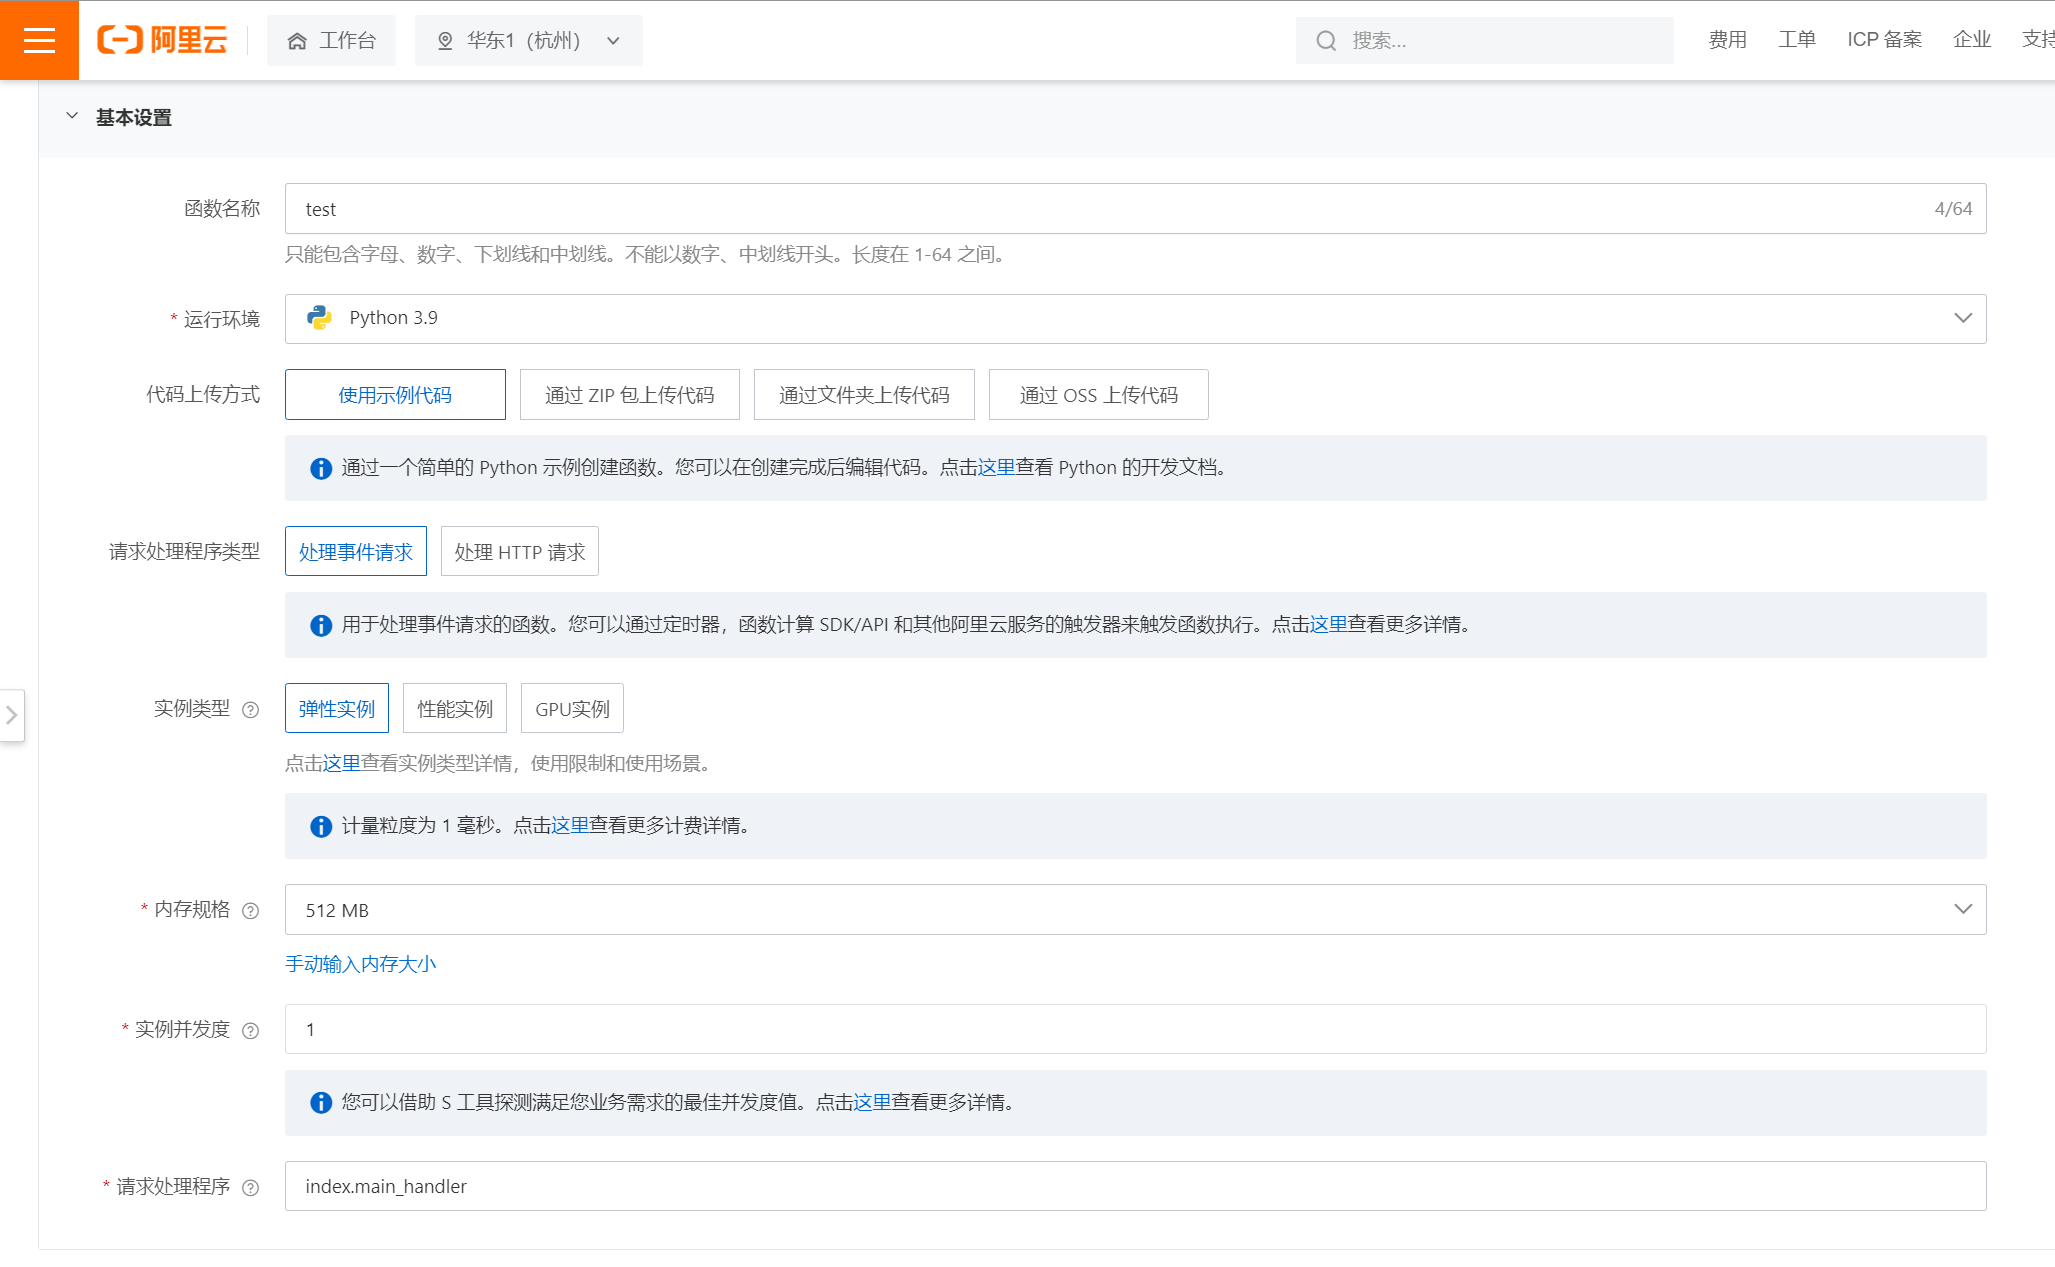 阿里云
工作台
华东1（杭州）
搜索...
费用
工单
ICP 备案
企业
支持
基本设置
函数名称
test
4/64
只能包含字母、数字、下划线和中划线。不能以数字、中划线开头。长度在 1-64 之间。
* 运行环境
Python 3.9
代码上传方式
使用示例代码
通过 ZIP 包上传代码
通过文件夹上传代码
通过 OSS 上传代码
通过一个简单的 Python 示例创建函数。您可以在创建完成后编辑代码。点击这里查看 Python 的开发文档。
请求处理程序类型
处理事件请求
处理 HTTP 请求
用于处理事件请求的函数。您可以通过定时器，函数计算 SDK/API 和其他阿里云服务的触发器来触发函数执行。点击这里查看更多详情。
实例类型
弹性实例
性能实例
GPU实例
点击这里查看实例类型详情，使用限制和使用场景。
计量粒度为 1 毫秒。点击这里查看更多计费详情。
* 内存规格
512 MB
手动输入内存大小
* 实例并发度
1
您可以借助 S 工具探测满足您业务需求的最佳并发度值。点击这里查看更多详情。
* 请求处理程序
index.main_handler